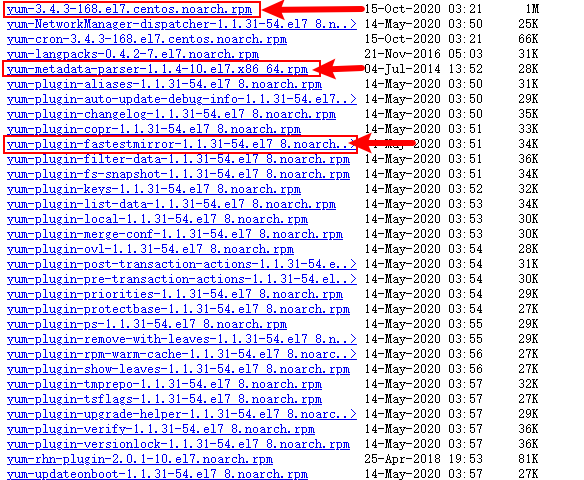 yum-3.4.3-168.el7.centos.noarch.rpm 15-Oct-2020 03:21 1M
yum-NetworkManager-dispatcher-1.1.31-54.el7_8.n..> 14-May-2020 03:50 25K
yum-cron-3.4.3-168.el7.centos.noarch.rpm 15-Oct-2020 03:21 66K
yum-langpacks-0.4.2-7.el7.noarch.rpm 21-Nov-2016 05:03 31K
yum-metadata-parser-1.1.4-10.el7.x86_64.rpm 04-Jul-2014 13:52 28K
yum-plugin-aliases-1.1.31-54.el7_8.noarch.rpm 14-May-2020 03:50 31K
yum-plugin-auto-update-debug-info-1.1.31-54.el7..> 14-May-2020 03:50 29K
yum-plugin-changelog-1.1.31-54.el7_8.noarch.rpm 14-May-2020 03:50 35K
yum-plugin-copr-1.1.31-54.el7_8.noarch.rpm 14-May-2020 03:51 33K
yum-plugin-fastestmirror-1.1.31-54.el7_8.noarch..> 03:51 34K
yum-plugin-filter-data-1.1.31-54.el7_8.noarch.rpm 14-May-2020 03:51 36K
yum-plugin-fs-snapshot-1.1.31-54.el7_8.noarch.rpm 14-May-2020 03:51 34K
yum-plugin-keys-1.1.31-54.el7_8.noarch.rpm 14-May-2020 03:52 32K
yum-plugin-list-data-1.1.31-54.el7_8.noarch.rpm 14-May-2020 03:53 34K
yum-plugin-local-1.1.31-54.el7_8.noarch.rpm 14-May-2020 03:53 30K
yum-plugin-merge-conf-1.1.31-54.el7_8.noarch.rpm 14-May-2020 03:53 30K
yum-plugin-ovl-1.1.31-54.el7_8.noarch.rpm 14-May-2020 03:54 28K
yum-plugin-post-transaction-actions-1.1.31-54.e..> 14-May-2020 03:54 31K
yum-plugin-pre-transaction-actions-1.1.31-54.el..> 14-May-2020 03:54 30K
yum-plugin-priorities-1.1.31-54.el7_8.noarch.rpm 14-May-2020 03:54 29K
yum-plugin-protectbase-1.1.31-54.el7_8.noarch.rpm 14-May-2020 03:54 27K
yum-plugin-ps-1.1.31-54.el7_8.noarch.rpm 14-May-2020 03:55 29K
yum-plugin-remove-with-leaves-1.1.31-54.el7_8.n..> 14-May-2020 03:55 29K
yum-plugin-rpm-warm-cache-1.1.31-54.el7_8.noarc..> 14-May-2020 03:56 27K
yum-plugin-show-leaves-1.1.31-54.el7_8.noarch.rpm 14-May-2020 03:56 27K
yum-plugin-tmprepo-1.1.31-54.el7_8.noarch.rpm 14-May-2020 03:57 32K
yum-plugin-tsflags-1.1.31-54.el7_8.noarch.rpm 14-May-2020 03:57 27K
yum-plugin-upgrade-helper-1.1.31-54.el7_8.noarc..> 14-May-2020 03:57 29K
yum-plugin-verify-1.1.31-54.el7_8.noarch.rpm 14-May-2020 03:57 36K
yum-plugin-versionlock-1.1.31-54.el7_8.noarch.rpm 14-May-2020 03:57 36K
yum-rhn-plugin-2.0.1-10.el7.noarch.rpm 25-Apr-2018 19:53 81K
yum-updateonboot-1.1.31-54.el7_8.noarch.rpm 14-May-2020 03:57 27K